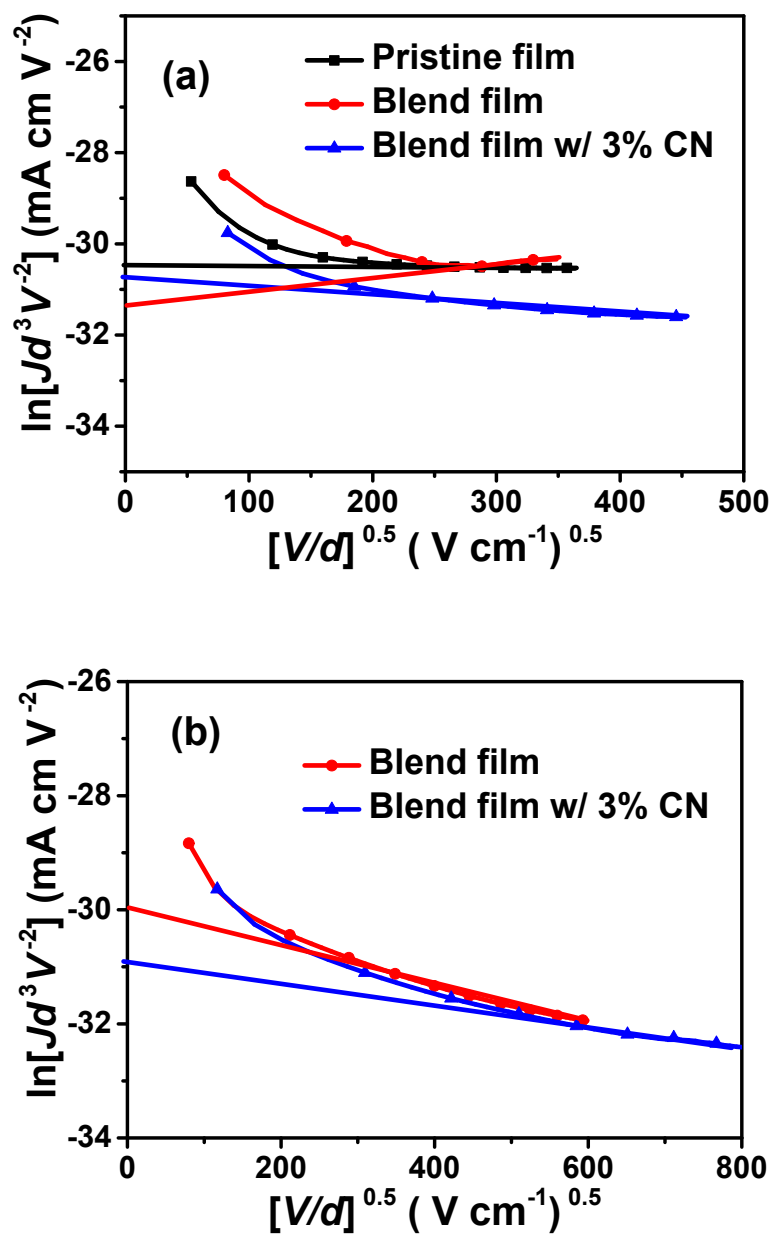 (a)
Pristine film
Blend film
Blend film w/ 3% CN
ln[Jd³V⁻²] (mA cm V⁻²)
-26
-28
-30
-32
-34
0 100 200 300 400 500
[V/d]⁰·⁵ ( V cm⁻¹) ⁰·⁵
(b)
Blend film
Blend film w/ 3% CN
ln[Jd³V⁻²] (mA cm V⁻²)
-26
-28
-30
-32
-34
0 200 400 600 800
[V/d]⁰·⁵ ( V cm⁻¹) ⁰·⁵